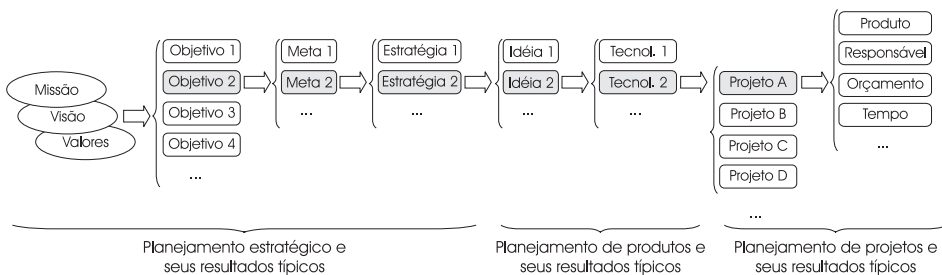 Missão
Visão
Valores
Objetivo 1
Objetivo 2
Objetivo 3
Objetivo 4
...
Meta 1
Meta 2
...
Estratégia 1
Estratégia 2
...
Idéia 1
Idéia 2
...
Tecnol. 1
Tecnol. 2
...
Projeto A
Projeto B
Projeto C
Projeto D
...
Produto
Responsável
Orçamento
Tempo
...
Planejamento estratégico e
seus resultados típicos
Planejamento de produtos e
seus resultados típicos
Planejamento de projetos e
seus resultados típicos